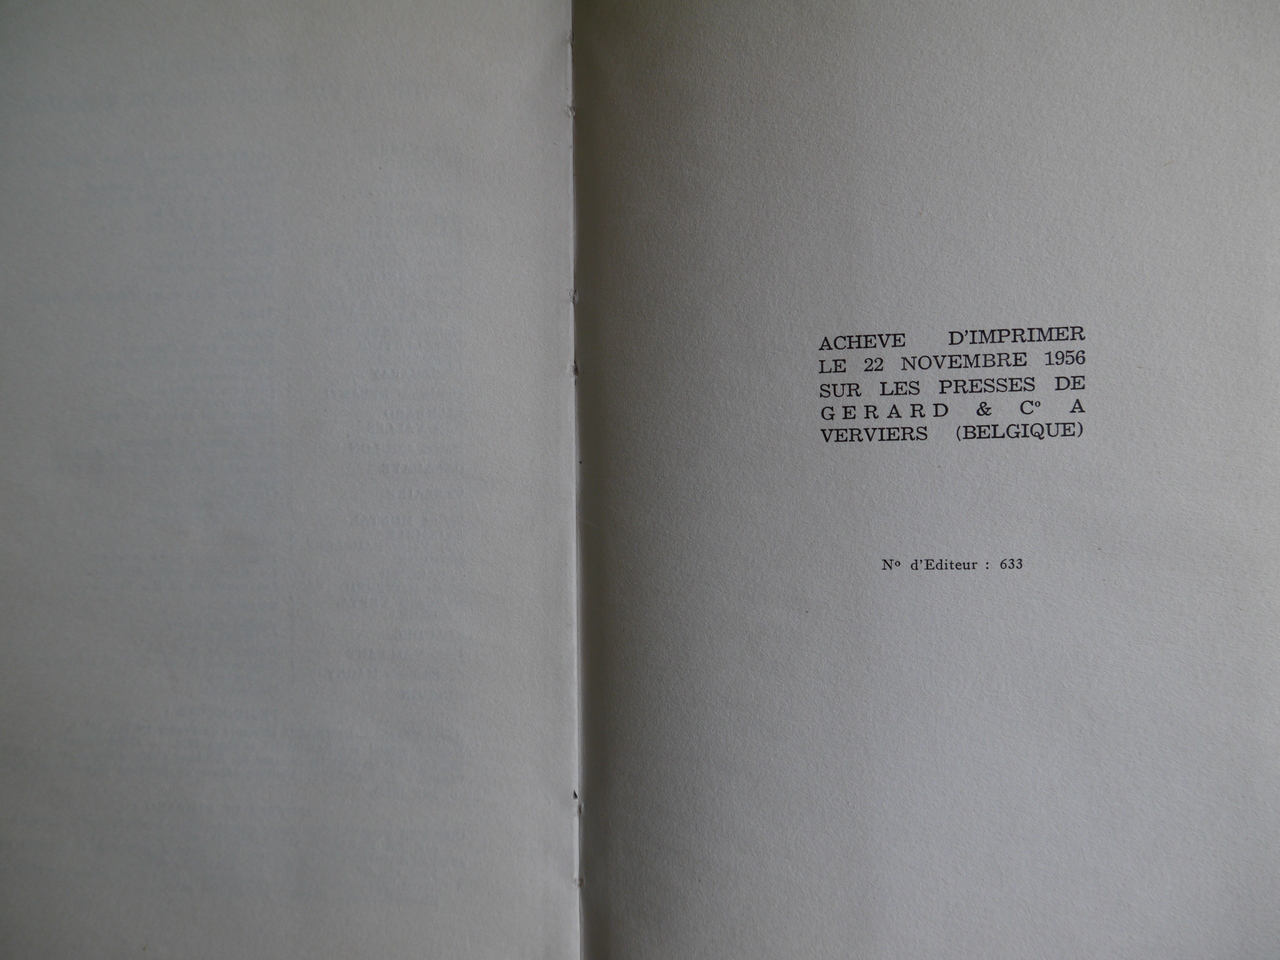 ACHEVE D'IMPRIMER
LE 22 NOVEMBRE 1956
SUR LES PRESSES DE
GERARD & Cº A
VERVIERS (BELGIQUE)
Nº d'Editeur : 633